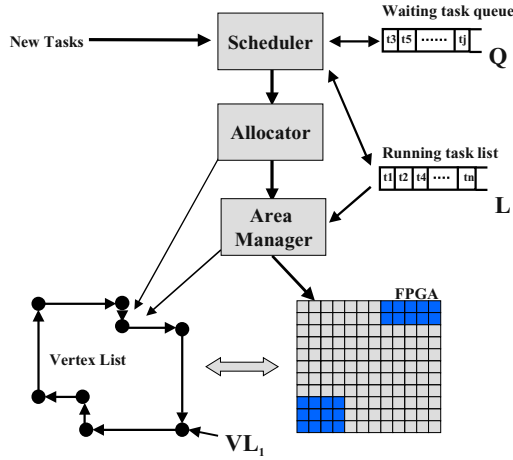 Waiting task queue
New Tasks
Scheduler
t3 t5 ...... tj
Q
Allocator
Running task list
t1 t2 t4 .... tn
L
Area
Manager
FPGA
Vertex List
VL1